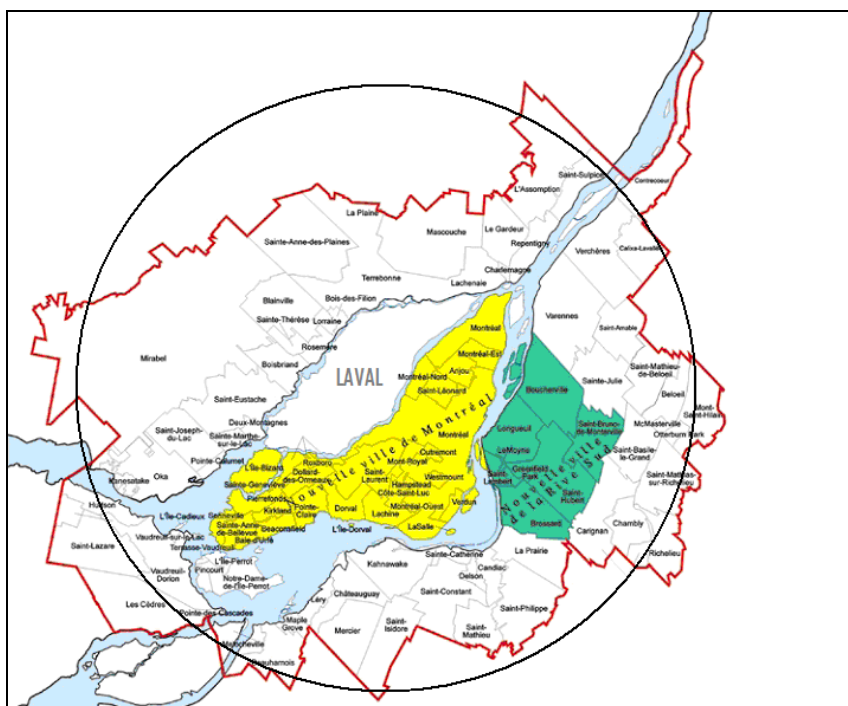 Saint-Sulpice
Contrecoeur
L'Assomption
La Plaine
Le Gardeur
Mascouche
Repentigny
Sainte-Anne-des-Plaines
Verchères
Calixa-Lavallée
Charlemagne
Terrebonne
Lachenaie
Blainville
Bois-des-Filion
Varennes
Sainte-Thérèse
Lorraine
Montréal
Saint-Amable
Rosemère
Mirabel
Montréal-Est
Boisbriand
Anjou
Saint-Mathieu-
de-Beloeil
LAVAL
Montréal-Nord
Sainte-Julie
Saint-Léonard
Boucherville
Beloeil
Mont-
Saint-Hilaire
Saint-Eustache
McMasterville
Deux-Montagnes
Longueuil
Saint-Bruno-
de-Montarville
Otterburn Park
Saint-Joseph-
du-Lac
Sainte-Marthe-
sur-le-Lac
Montréal
Nouvelle ville de Montréal
Outremont
LeMoyne
Saint-Basile-
le-Grand
Pointe-Calumet
L'Île-Bizard
Roxboro
Mont-Royal
Dollard-
des-Ormeaux
Saint-
Laurent
Westmount
Saint-
Lambert
Greenfield
Park
Nouvelle ville
de la Rive Sud
Saint-Mathias-
sur-Richelieu
Kanesatake
Oka
Sainte-Geneviève
Hampstead
Côte-Saint-Luc
Pierrefonds
Verdun
Saint-
Hubert
Hudson
Kirkland
Pointe-
Claire
Dorval
Montréal-Ouest
L'Île-Cadieux
Senneville
Lachine
Sainte-Anne-
de-Bellevue
Beaconsfield
L'Île-Dorval
LaSalle
Brossard
Chambly
Vaudreuil-sur-le-Lac
Carignan
Terrasse-Vaudreuil
Baie-d'Urfé
Saint-Lazare
Richelieu
L'Île-Perrot
Pincourt
Kahnawake
Sainte-Catherine
La Prairie
Vaudreuil-
Dorion
Notre-Dame-
de-l'Île-Perrot
Candiac
Delson
Châteauguay
Saint-Constant
Léry
Les Cèdres
Pointe-des-Cascades
Saint-Philippe
Maple
Grove
Mercier
Saint-
Isidore
Saint-
Mathieu
Melocheville
Beauharnois